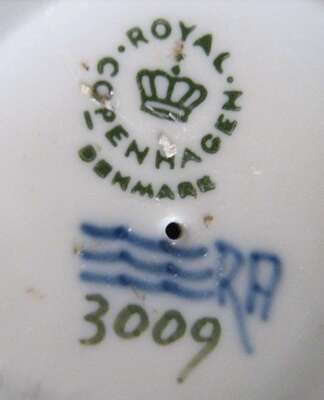 ROYAL.
COPENHAGEN
DENMARK
RA
3009